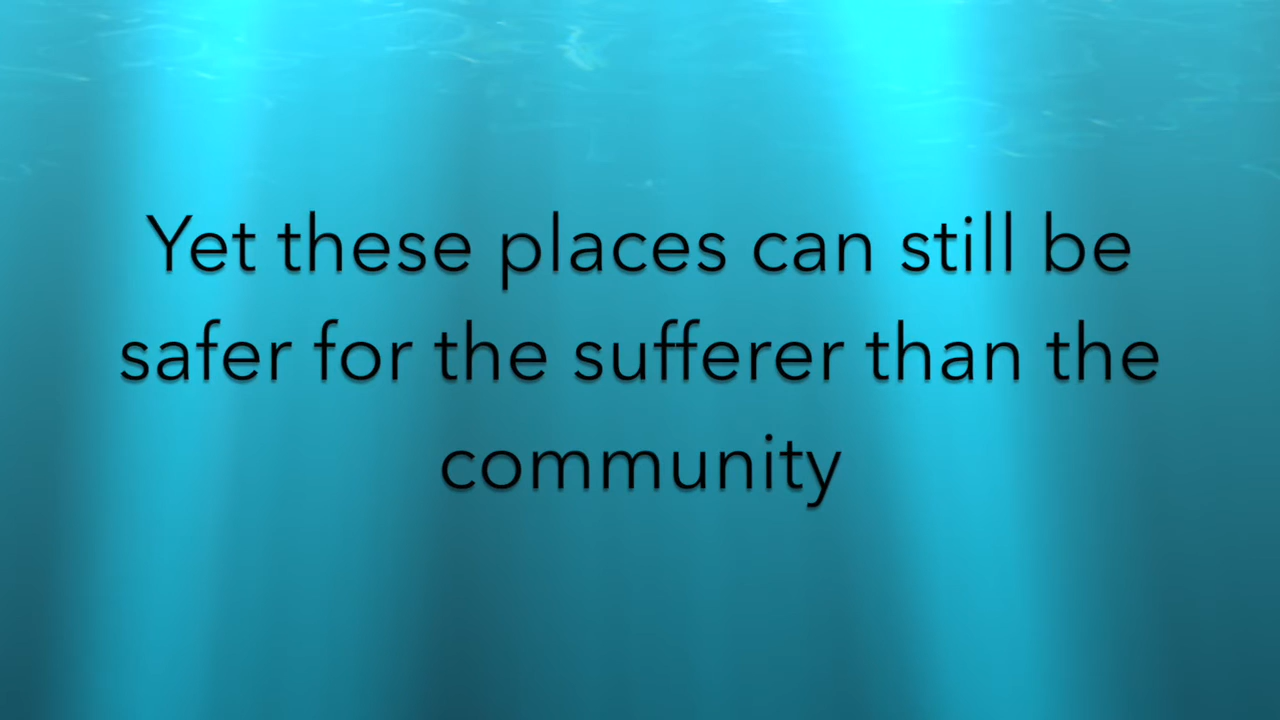 Yet these places can still be
safer for the sufferer than the
community